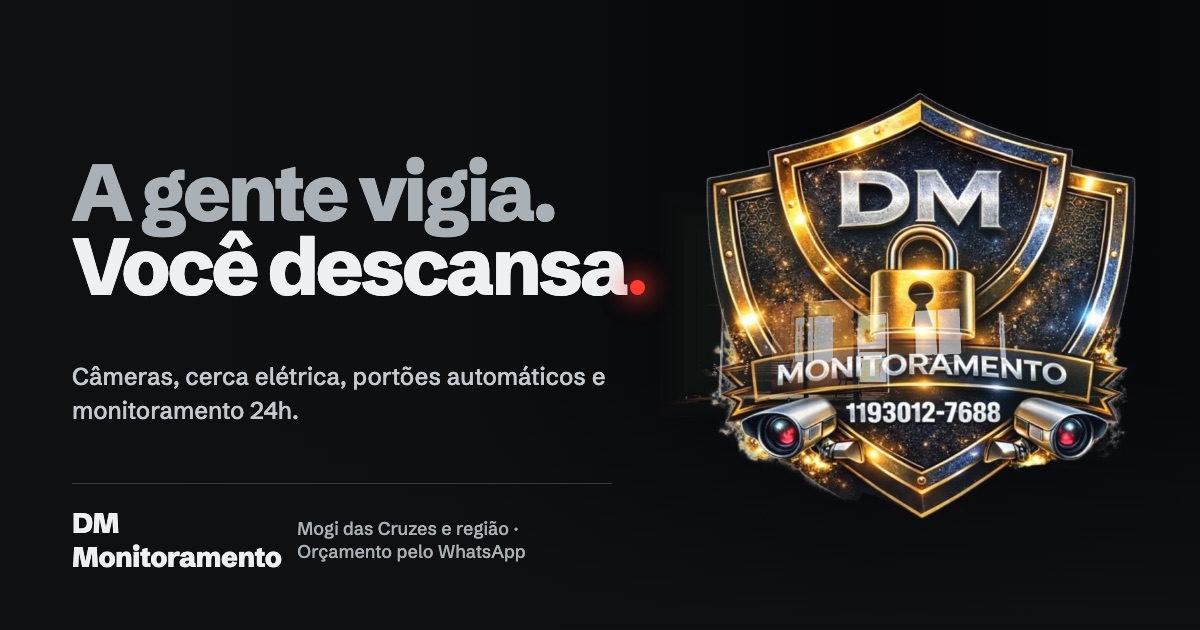 A gente vigia.
Você descansa.
Câmeras, cerca elétrica, portões automáticos e
monitoramento 24h.
DM
Monitoramento
Mogi das Cruzes e região ·
Orçamento pelo WhatsApp
DM
MONITORAMENTO
1193012-7688